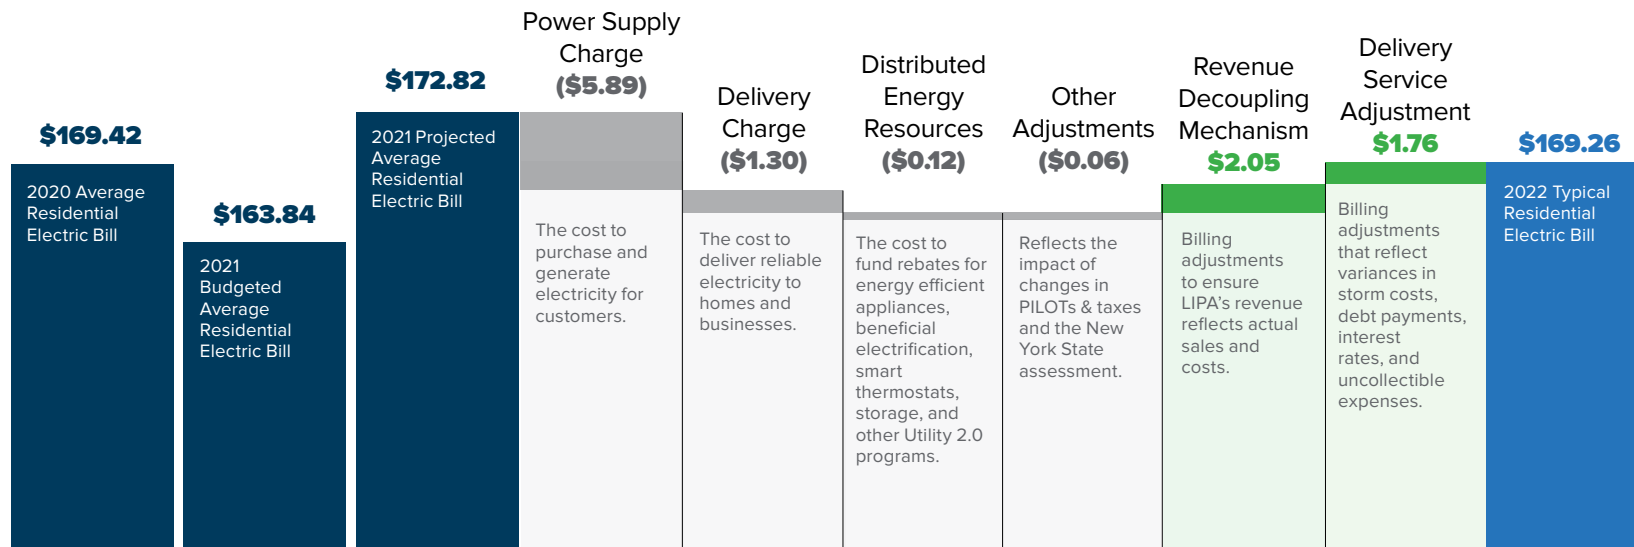 $169.42
2020 Average
Residential
Electric Bill
$163.84
2021
Budgeted
Average
Residential
Electric Bill
$172.82
2021 Projected
Average
Residential
Electric Bill
Power Supply
Charge
($5.89)
The cost to
purchase and
generate
electricity for
customers.
Delivery
Charge
($1.30)
The cost to
deliver reliable
electricity to
homes and
businesses.
Distributed
Energy
Resources
($0.12)
The cost to
fund rebates for
energy efficient
appliances,
beneficial
electrification,
smart
thermostats,
storage, and
other Utility 2.0
programs.
Other
Adjustments
($0.06)
Reflects the
impact of
changes in
PILOTs & taxes
and the New
York State
assessment.
Revenue
Decoupling
Mechanism
$2.05
Billing
adjustments
to ensure
LIPA’s revenue
reflects actual
sales and
costs.
Delivery
Service
Adjustment
$1.76
Billing
adjustments
that reflect
variances in
storm costs,
debt payments,
interest
rates, and
uncollectible
expenses.
$169.26
2022 Typical
Residential
Electric Bill